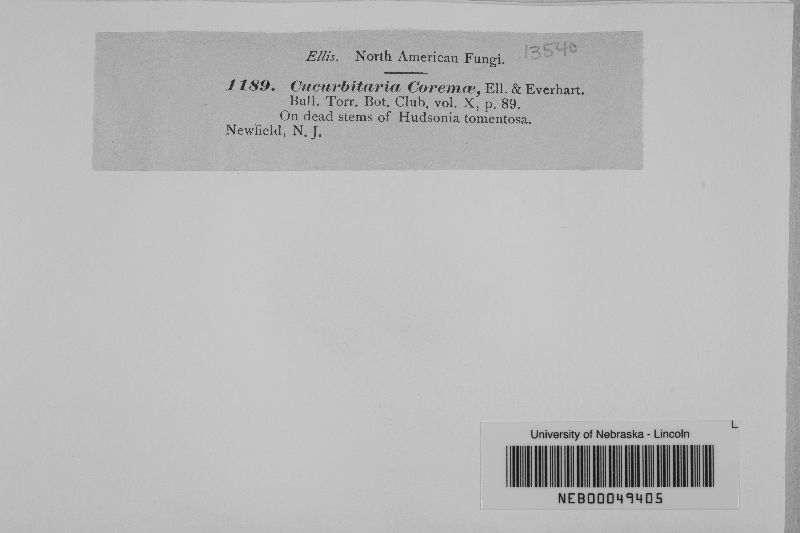 Ellis. North American Fungi. 13540
1189. Cucurbitaria Coremæ, Ell. & Everhart.
Bull. Torr. Bot. Club, vol. X, p. 89.
On dead stems of Hudsonia tomentosa.
Newfield, N. J.
L
University of Nebraska - Lincoln
NEB00049405